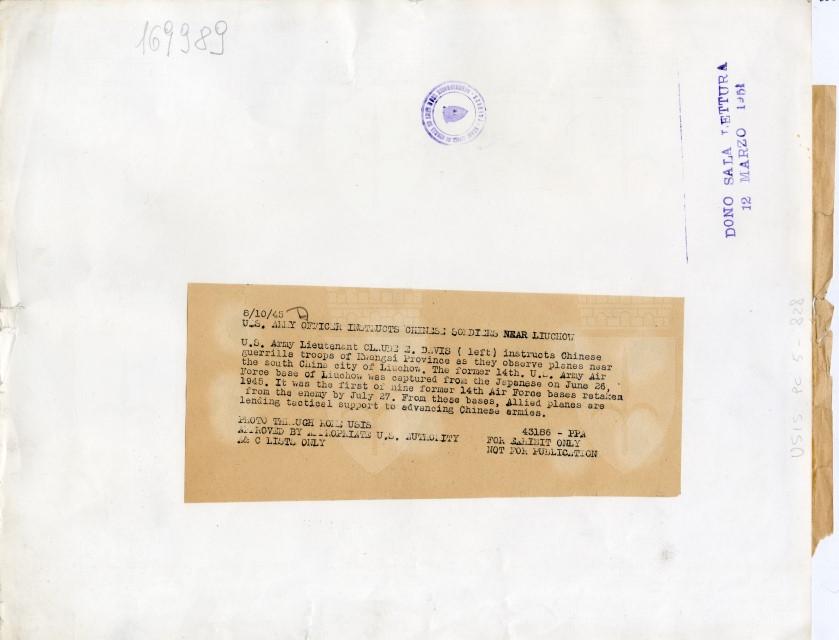 169989
DONO SALA LETTURA
12 MARZO 1951
8/10/45
U.S. ARMY OFFICER INSTRUCTS CHINESE SOLDIERS NEAR LIUCHOW
U.S. Army Lieutenant CLAUDE E. DAVIS ( left) instructs Chinese
guerrille troops of Kwangsi Province as they observe planes near
the south China city of Liuchow. The former 14th. U.S. Army Air
Force base of Liuchow was captured from the Japanese on June 26,
1945. It was the first of nine former 14th Air Force bases retaken
from the enemy by July 27. From these bases, Allied planes are
lending tactical support to advancing Chinese armies.
PHOTO THROUGH ROME USIS
APPROVED BY APPROPRIATE U.S. AUTHORITY
A& C LISTS ONLY
43186 - PPA
FOR EXHIBIT ONLY
NOT FOR PUBLICATION
USIS PC 5 - 828